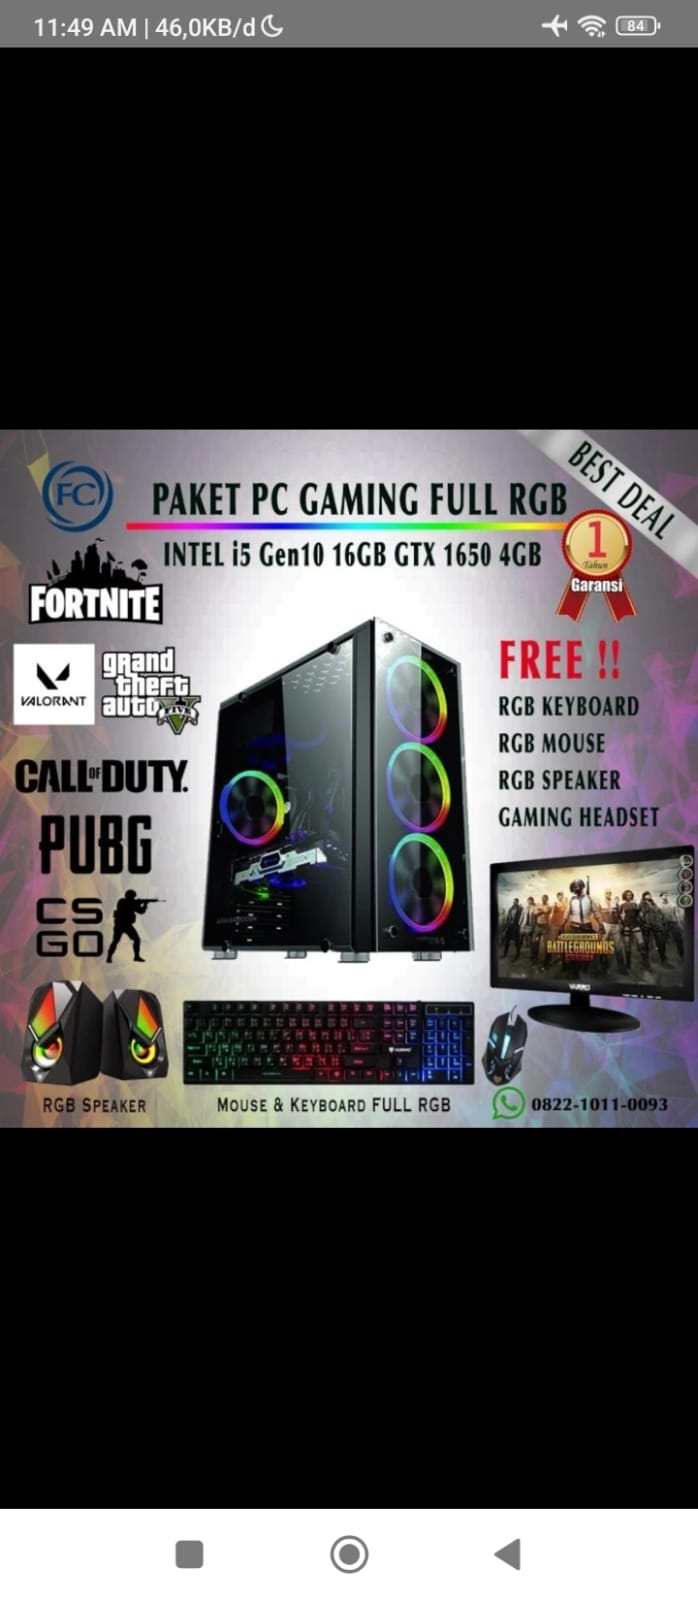 11:49 AM | 46,0KB/d
84
BEST DEAL
FC
PAKET PC GAMING FULL RGB
INTEL i5 Gen10 16GB GTX 1650 4GB
1
Tahun
Garansi
FORTNITE
VALORANT
grand
theft
auto
FIVE
CALL OF DUTY.
PUBG
CS
GO
FREE !!
RGB KEYBOARD
RGB MOUSE
RGB SPEAKER
GAMING HEADSET
BATTLEGROUNDS
RGB SPEAKER
MOUSE & KEYBOARD FULL RGB
0822-1011-0093